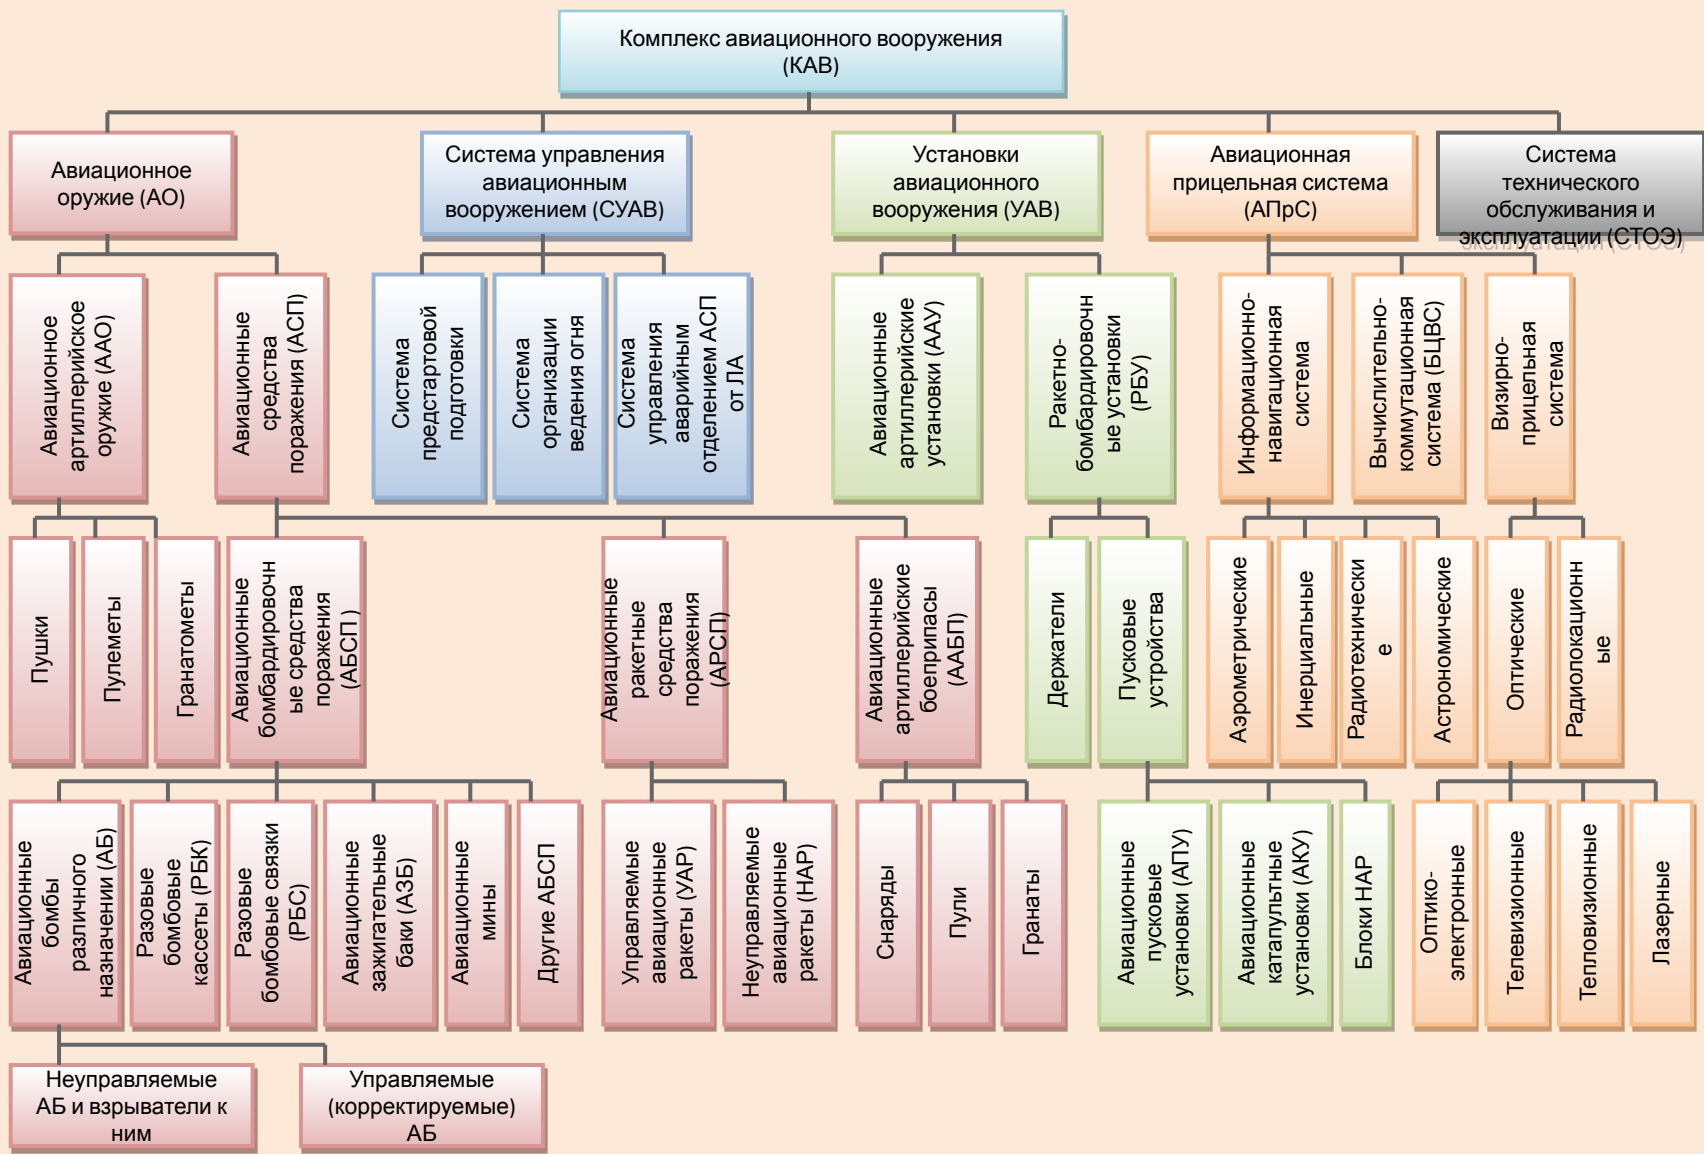 Комплекс авиационного вооружения
(КАВ)
Авиационное
оружие (АО)
Система управления
авиационным
вооружением (СУАВ)
Установки
авиационного
вооружения (УАВ)
Авиационная
прицельная система
(АПрС)
Система
технического
обслуживания и
эксплуатации (СТОЭ)
Авиационное
артиллерийское
оружие (ААО)
Авиационные
средства
поражения (АСП)
Система
предстартовой
подготовки
Система
организации
ведения огня
Система
управления
аварийным
отделением АСП
от ЛА
Авиационные
артиллерийские
установки (ААУ)
Ракетно-
бомбардировочн
ые установки
(РБУ)
Информационно-
навигационная
система
Вычислительно-
коммутационная
система (БЦВС)
Визирно-
прицельная
система
Пушки
Пулеметы
Гранатометы
Авиационные
бомбардировочн
ые средства
поражения
(АБСП)
Авиационные
ракетные
средства
поражения
(АРСП)
Авиационные
артиллерийские
боеприпасы
(ААБП)
Держатели
Пусковые
устройства
Аэрометрические
Инерциальные
Радиотехнически
е
Астрономические
Оптические
Радиолокационн
ые
Авиационные
бомбы
различного
назначении (АБ)
Разовые
бомбовые
кассеты (РБК)
Разовые
бомбовые связки
(РБС)
Авиационные
зажигательные
баки (АЗБ)
Авиационные
мины
Другие АБСП
Управляемые
авиационные
ракеты (УАР)
Неуправляемые
авиационные
ракеты (НАР)
Снаряды
Пули
Гранаты
Авиационные
пусковые
установки (АПУ)
Авиационные
катапультные
установки (АКУ)
Блоки НАР
Оптико-
электронные
Телевизионные
Тепловизионные
Лазерные
Неуправляемые
АБ и взрыватели к
ним
Управляемые
(корректируемые)
АБ